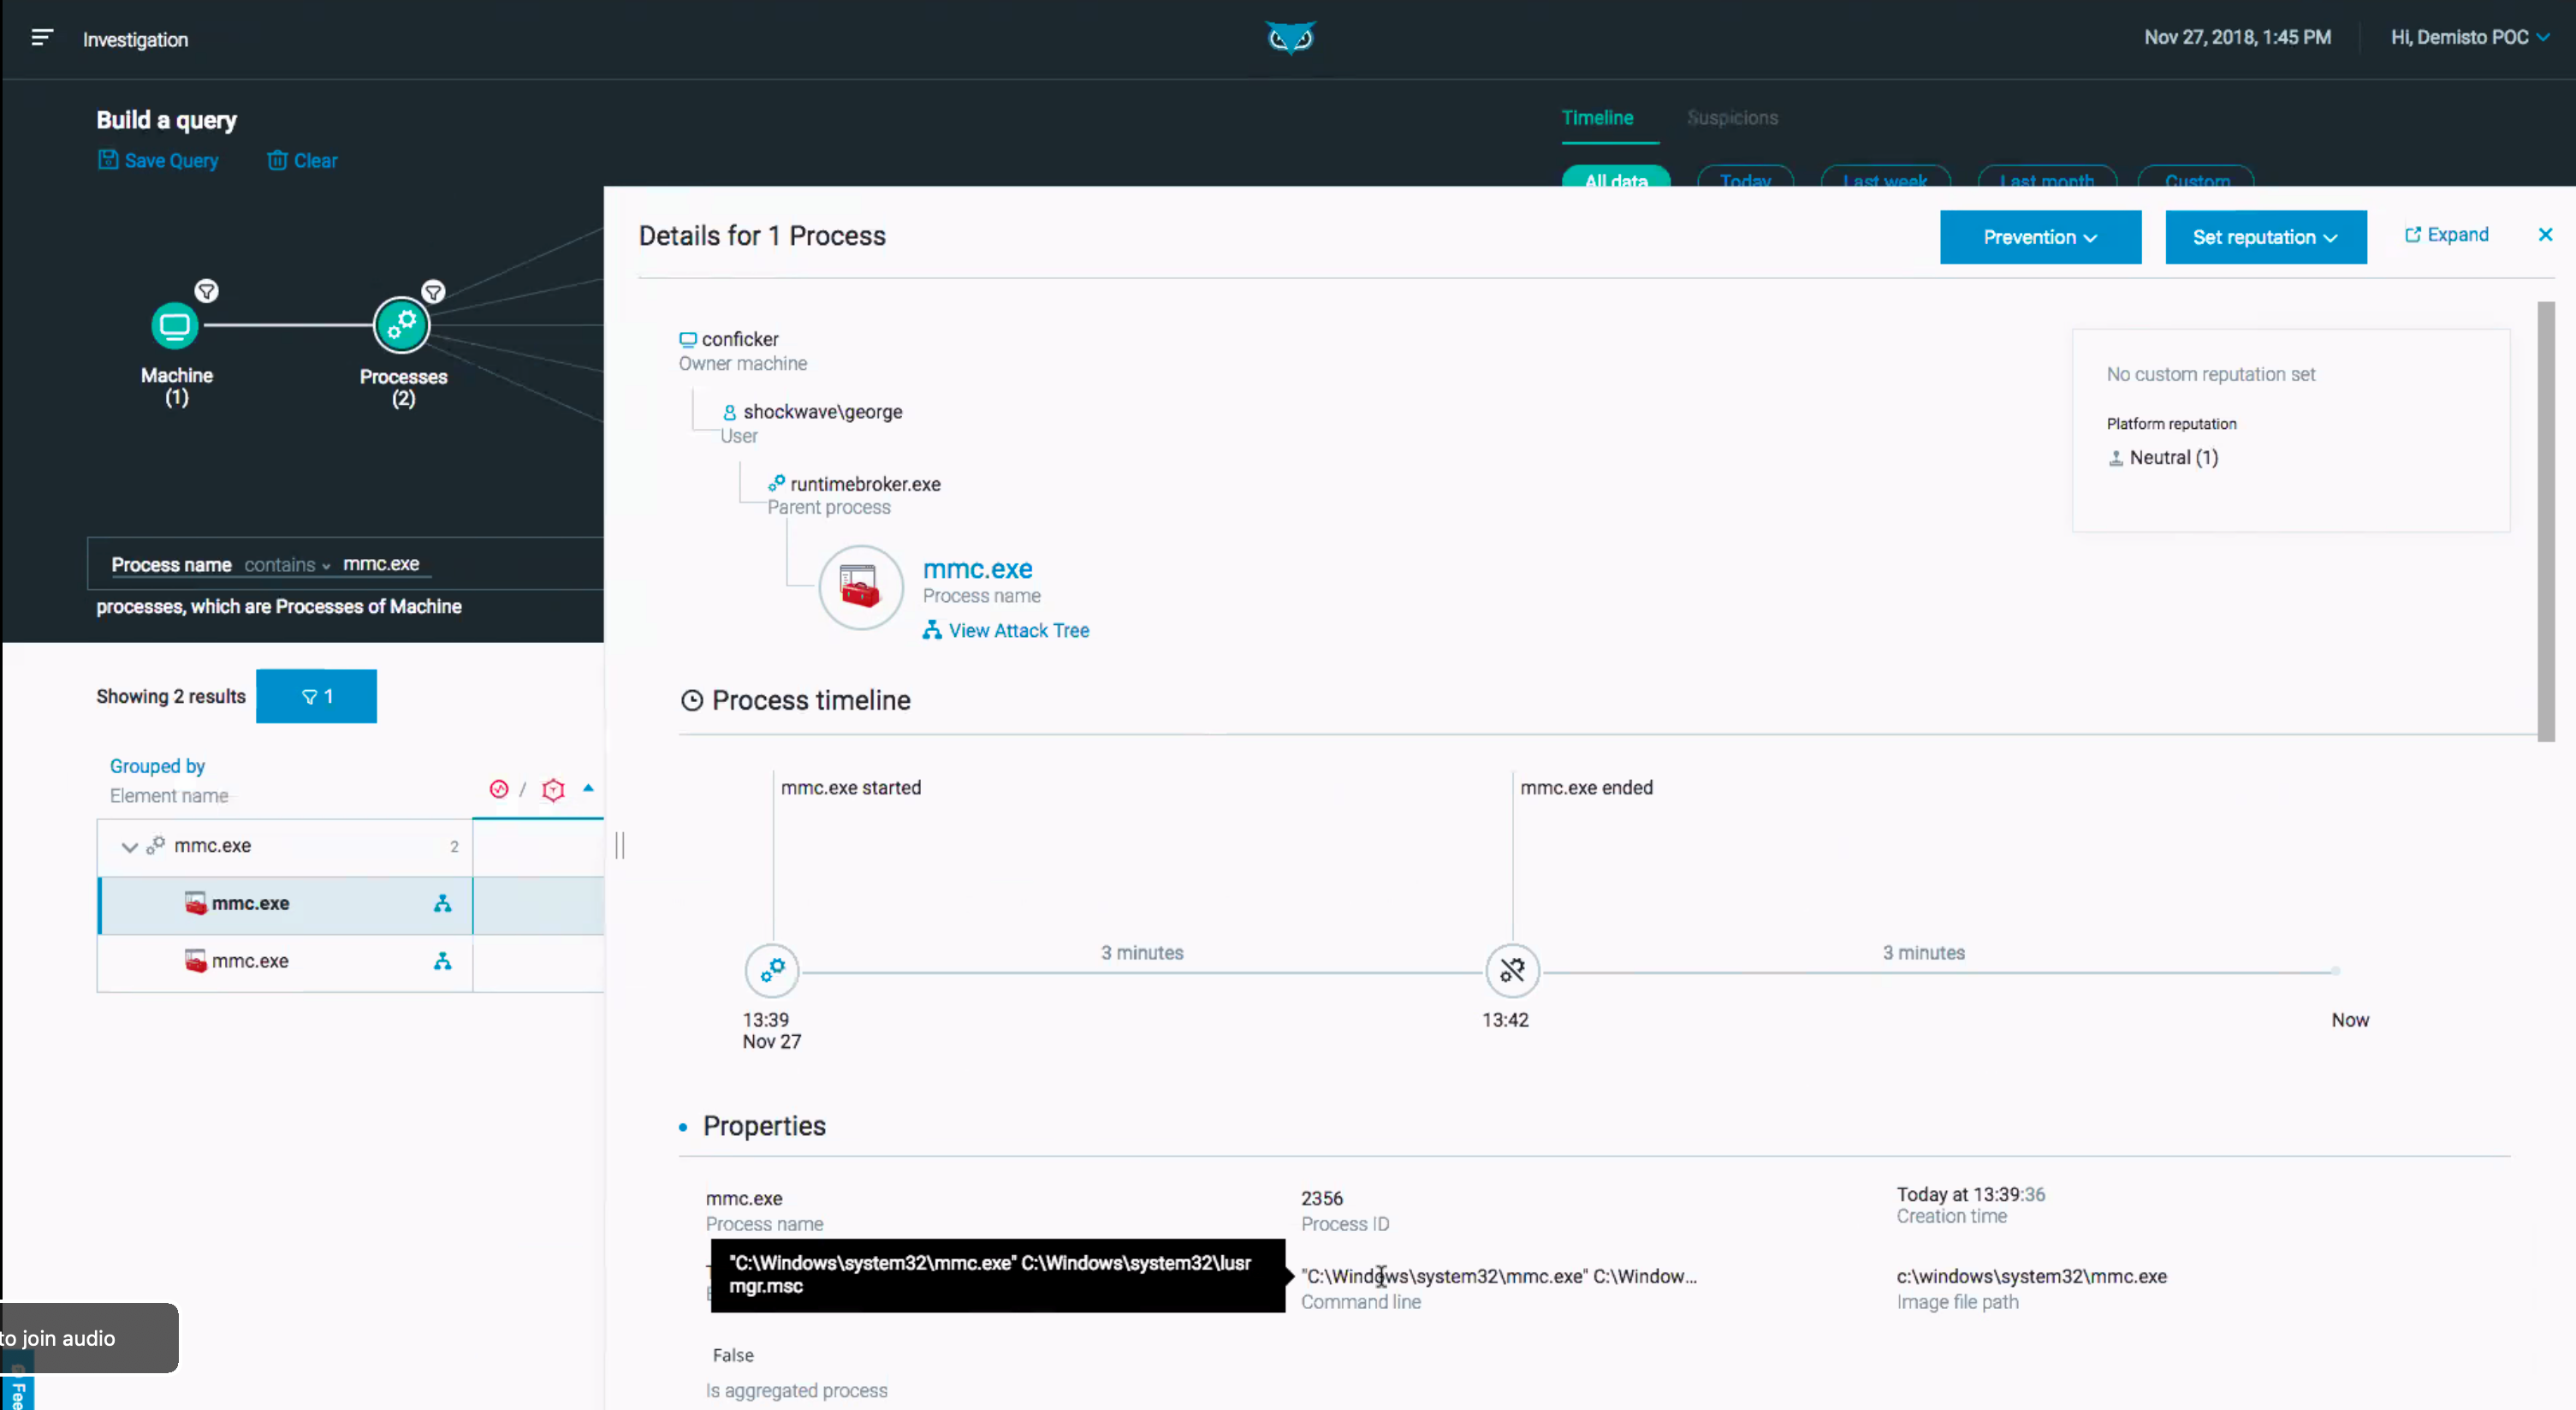 Investigation
Nov 27, 2018, 1:45 PM
Hi, Demisto POC
Build a query
Save Query
Clear
Timeline
Suspicions
All data
Today
Last week
Last month
Custom
Machine
(1)
Processes
(2)
Process name contains mmc.exe
processes, which are Processes of Machine
Showing 2 results
1
Grouped by
Element name
/
mmc.exe 2
mmc.exe
mmc.exe
Details for 1 Process
Prevention
Set reputation
Expand
conficker
Owner machine
shockwave\george
User
runtimebroker.exe
Parent process
mmc.exe
Process name
View Attack Tree
No custom reputation set
Platform reputation
Neutral (1)
Process timeline
mmc.exe started
mmc.exe ended
3 minutes
3 minutes
13:39
Nov 27
13:42
Now
Properties
mmc.exe
Process name
2356
Process ID
Today at 13:39:36
Creation time
"C:\Windows\system32\mmc.exe" C:\Windows\system32\lusr
mgr.msc
"C:\Windows\system32\mmc.exe" C:\Window...
Command line
c:\windows\system32\mmc.exe
Image file path
False
Is aggregated process
to join audio
Fee